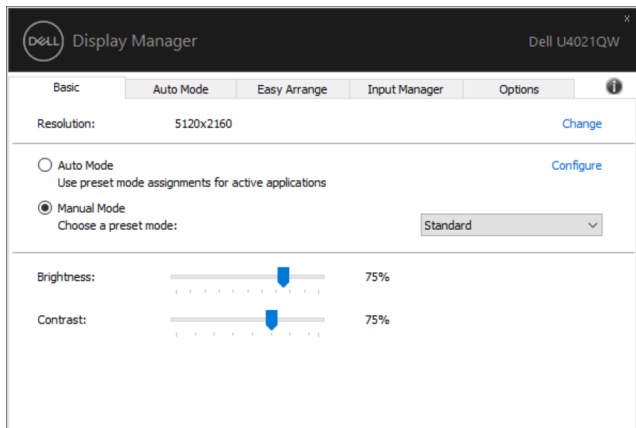 DELL Display Manager
Dell U4021QW
x
Basic Auto Mode Easy Arrange Input Manager Options i
Resolution: 5120x2160 Change
Auto Mode Configure
Use preset mode assignments for active applications
Manual Mode
Choose a preset mode: Standard
Brightness: 75%
Contrast: 75%